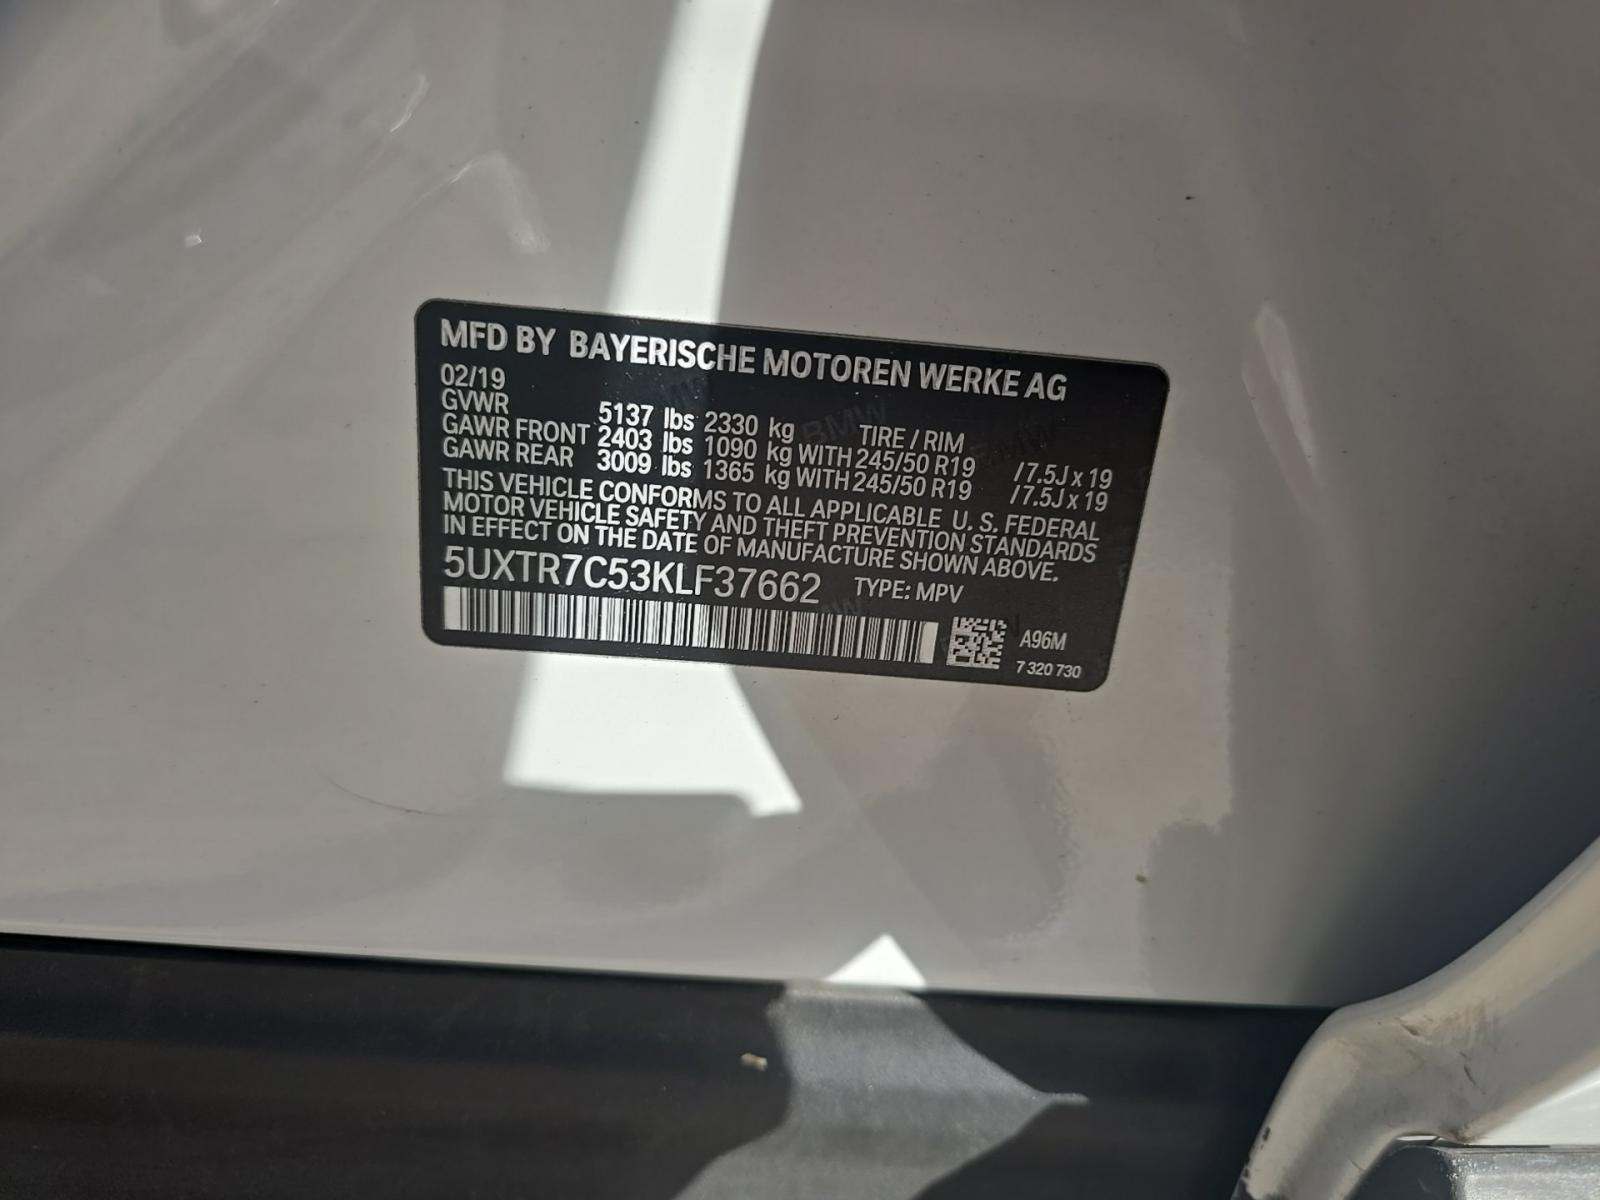 MFD BY BAYERISCHE MOTOREN WERKE AG
02/19
GVWR 5137 lbs 2330 kg TIRE / RIM
GAWR FRONT 2403 lbs 1090 kg WITH 245/50 R19 /7.5J x 19
GAWR REAR 3009 lbs 1365 kg WITH 245/50 R19 /7.5J x 19
THIS VEHICLE CONFORMS TO ALL APPLICABLE U. S. FEDERAL
MOTOR VEHICLE SAFETY AND THEFT PREVENTION STANDARDS
IN EFFECT ON THE DATE OF MANUFACTURE SHOWN ABOVE.
5UXTR7C53KLF37662 TYPE: MPV
A96M
7 320 730